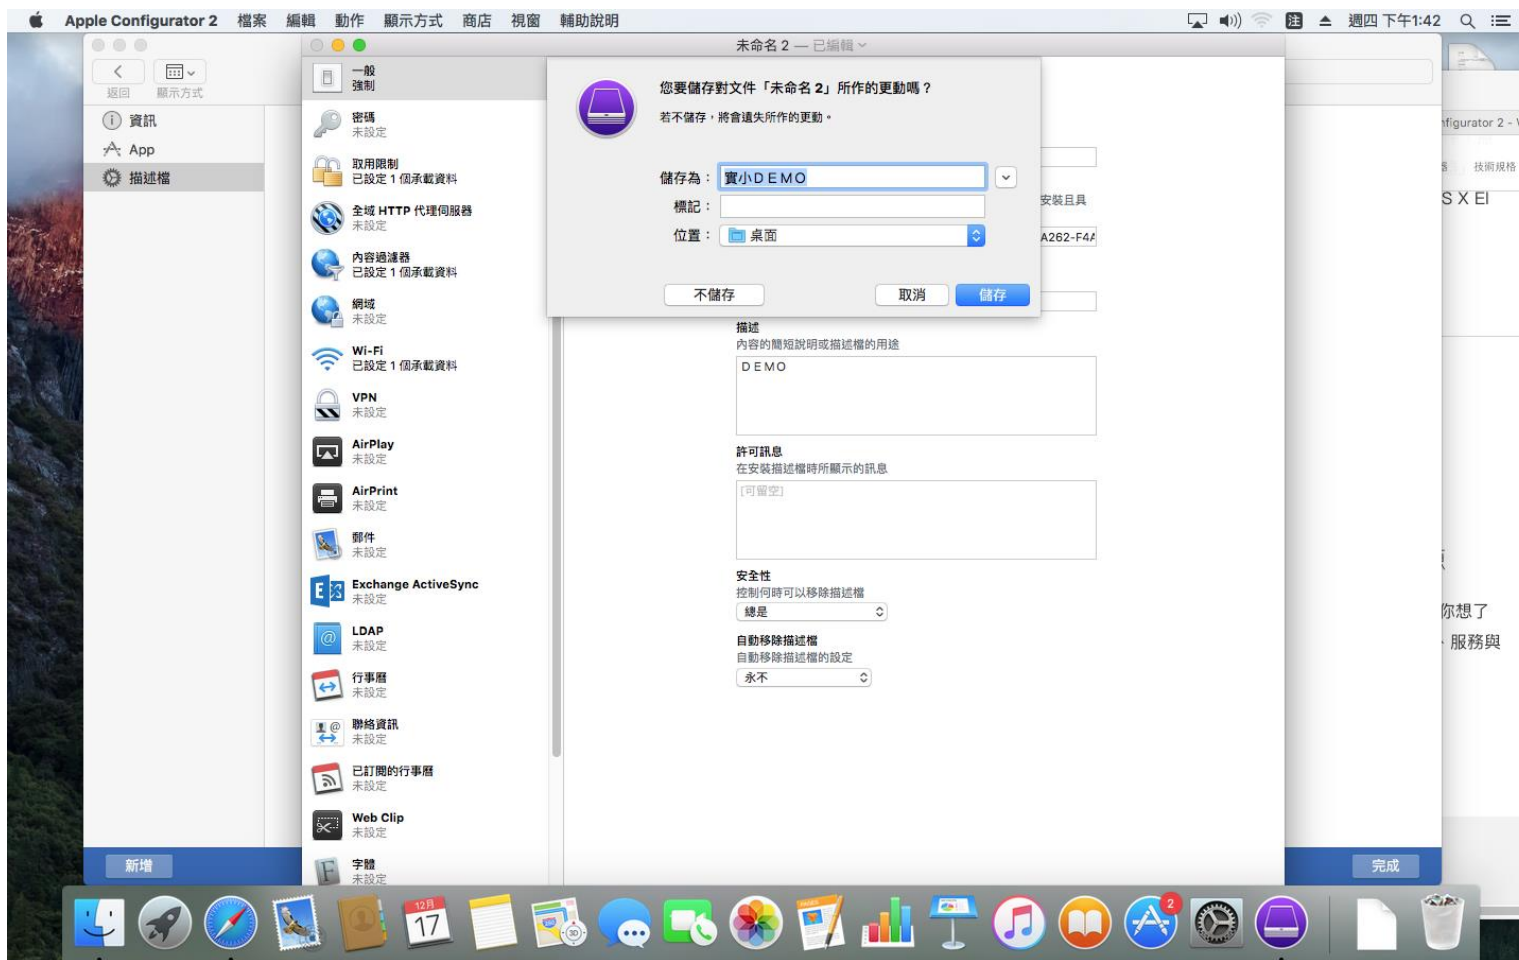 Apple Configurator 2 檔案 編輯 動作 顯示方式 商店 視窗 輔助說明
週四 下午1:42
未命名 2 — 已編輯
返回 顯示方式
資訊
App
描述檔
一般
強制
密碼
未設定
取用限制
已設定 1 個承載資料
全域 HTTP 代理伺服器
未設定
內容過濾器
已設定 1 個承載資料
網域
未設定
Wi-Fi
已設定 1 個承載資料
VPN
未設定
AirPlay
未設定
AirPrint
未設定
郵件
未設定
Exchange ActiveSync
未設定
LDAP
未設定
行事曆
未設定
聯絡資訊
未設定
已訂閱的行事曆
未設定
Web Clip
未設定
字體
未設定
您要儲存對文件「未命名 2」所作的更動嗎？
若不儲存，將會遺失所作的更動。
儲存為： 實小ＤＥＭＯ
標記：
位置： 桌面
不儲存 取消 儲存
安裝且具
A262-F4
描述
內容的簡短說明或描述檔的用途
ＤＥＭＯ
許可訊息
在安裝描述檔時所顯示的訊息
[可留空]
安全性
控制何時可以移除描述檔
總是
自動移除描述檔
自動移除描述檔的設定
永不
nfigurator 2 -
技術規格
S X El
你想了
、服務與
新增
完成
12月
17
2